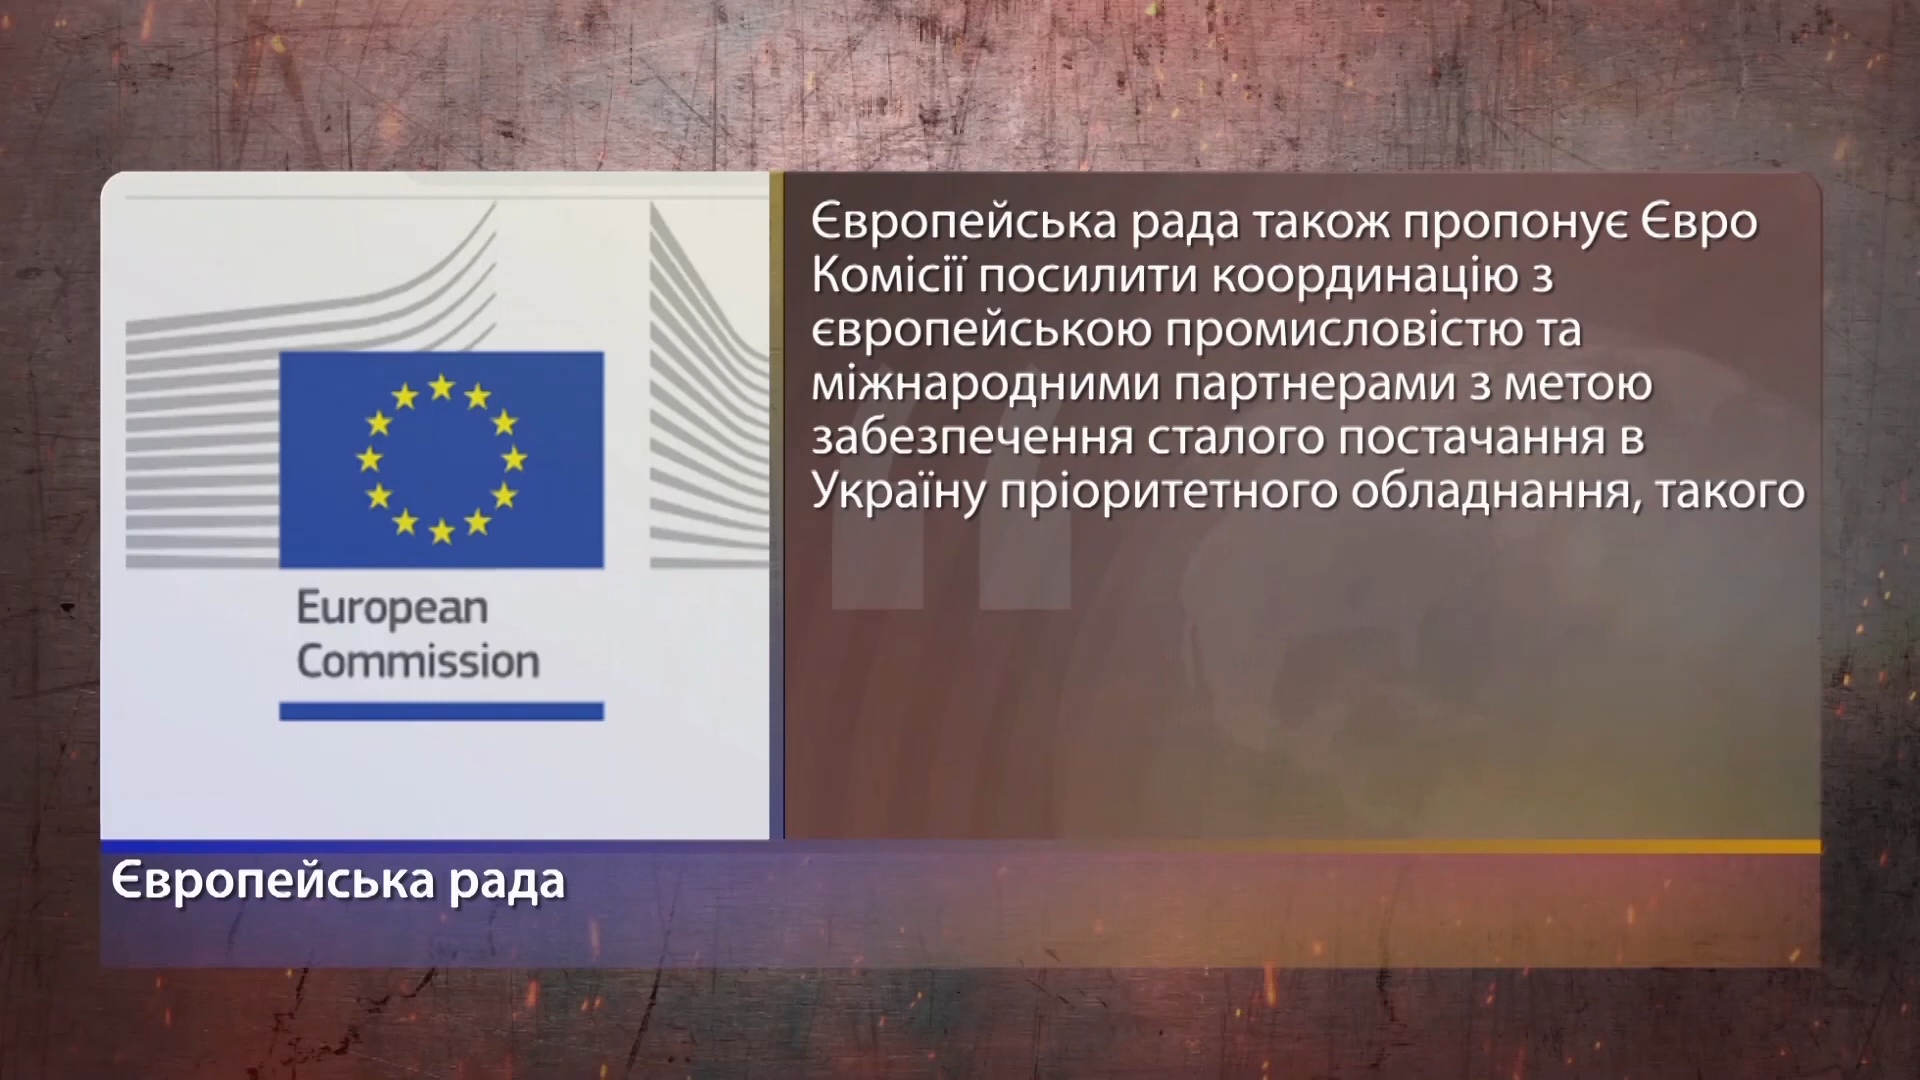 Європейська рада також пропонує Євро
Комісії посилити координацію з
європейською промисловістю та
міжнародними партнерами з метою
забезпечення сталого постачання в
Україну пріоритетного обладнання, такого
European
Commission
Європейська рада